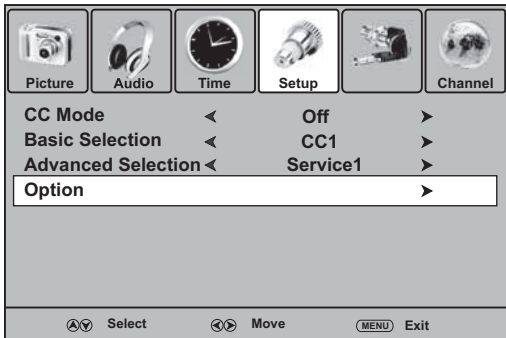 Picture Audio Time Setup Channel
CC Mode Off
Basic Selection CC1
Advanced Selection Service1
Option
Select Move MENU Exit